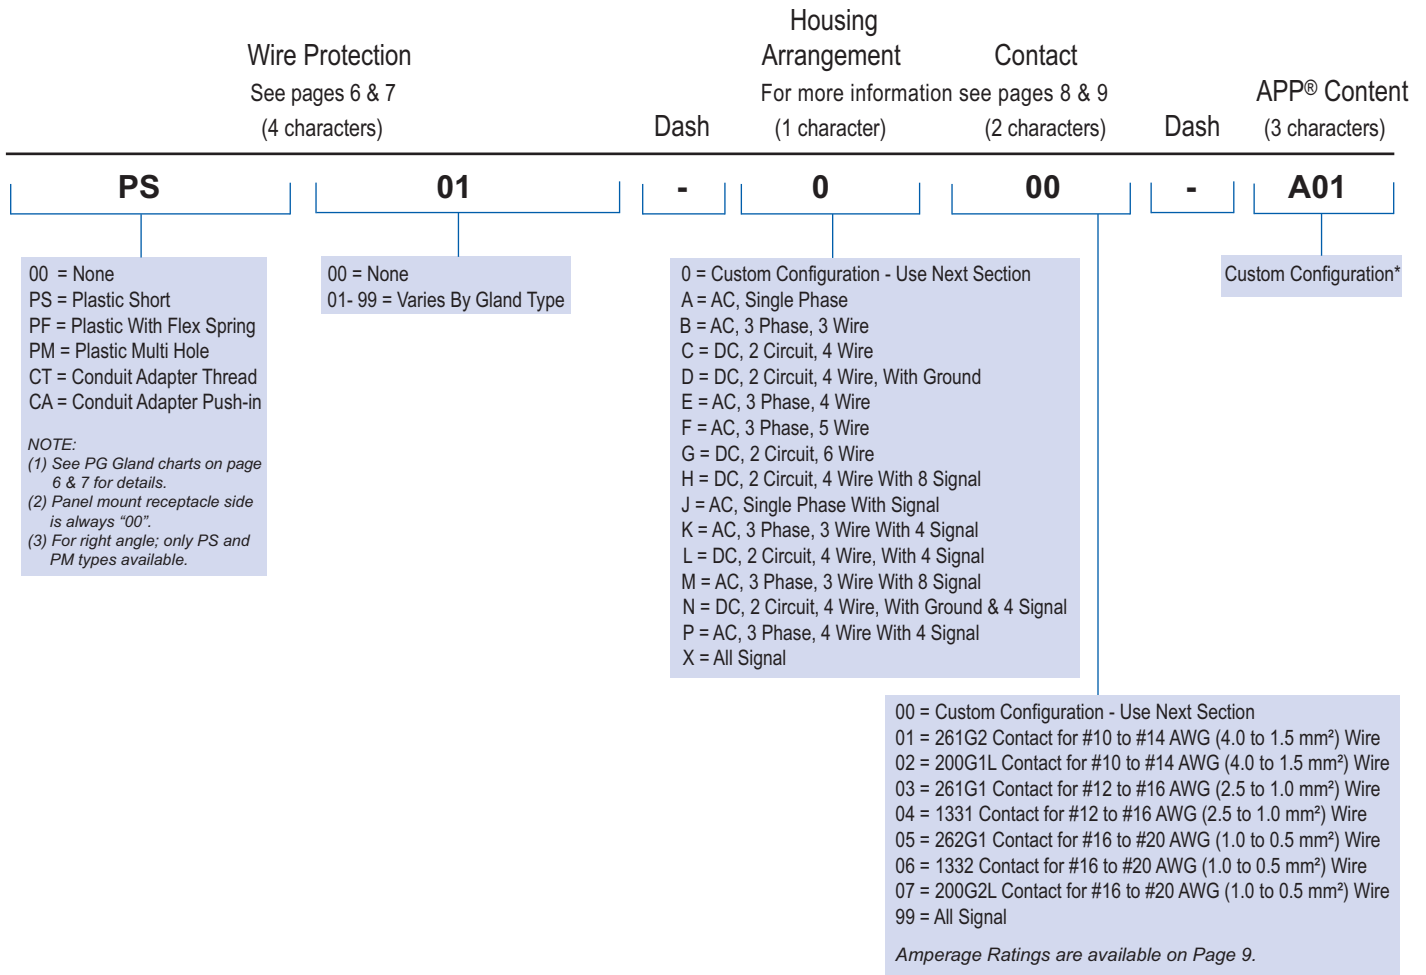 Wire Protection
See pages 6 & 7
(4 characters)
Dash
Housing
Arrangement
Contact
For more information see pages 8 & 9
(1 character)
(2 characters)
Dash
APP® Content
(3 characters)
PS
01
-
0
00
-
A01
00 = None
PS = Plastic Short
PF = Plastic With Flex Spring
PM = Plastic Multi Hole
CT = Conduit Adapter Thread
CA = Conduit Adapter Push-in
NOTE:
(1) See PG Gland charts on page
6 & 7 for details.
(2) Panel mount receptacle side
is always “00”.
(3) For right angle; only PS and
PM types available.
00 = None
01- 99 = Varies By Gland Type
0 = Custom Configuration - Use Next Section
A = AC, Single Phase
B = AC, 3 Phase, 3 Wire
C = DC, 2 Circuit, 4 Wire
D = DC, 2 Circuit, 4 Wire, With Ground
E = AC, 3 Phase, 4 Wire
F = AC, 3 Phase, 5 Wire
G = DC, 2 Circuit, 6 Wire
H = DC, 2 Circuit, 4 Wire With 8 Signal
J = AC, Single Phase With Signal
K = AC, 3 Phase, 3 Wire With 4 Signal
L = DC, 2 Circuit, 4 Wire, With 4 Signal
M = AC, 3 Phase, 3 Wire With 8 Signal
N = DC, 2 Circuit, 4 Wire, With Ground & 4 Signal
P = AC, 3 Phase, 4 Wire With 4 Signal
X = All Signal
Custom Configuration*
00 = Custom Configuration - Use Next Section
01 = 261G2 Contact for #10 to #14 AWG (4.0 to 1.5 mm²) Wire
02 = 200G1L Contact for #10 to #14 AWG (4.0 to 1.5 mm²) Wire
03 = 261G1 Contact for #12 to #16 AWG (2.5 to 1.0 mm²) Wire
04 = 1331 Contact for #12 to #16 AWG (2.5 to 1.0 mm²) Wire
05 = 262G1 Contact for #16 to #20 AWG (1.0 to 0.5 mm²) Wire
06 = 1332 Contact for #16 to #20 AWG (1.0 to 0.5 mm²) Wire
07 = 200G2L Contact for #16 to #20 AWG (1.0 to 0.5 mm²) Wire
99 = All Signal
Amperage Ratings are available on Page 9.